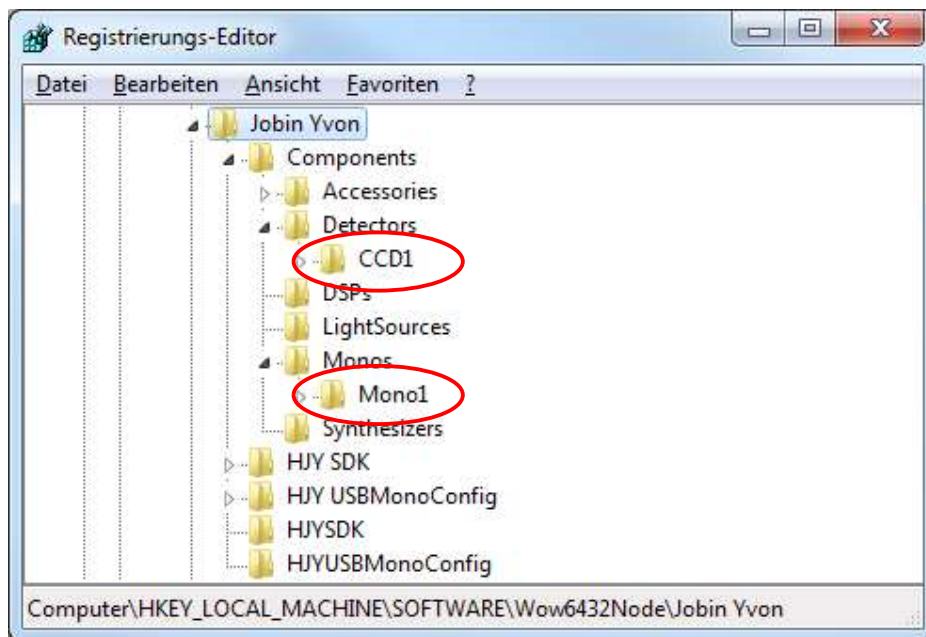 Registrierungs-Editor
Datei Bearbeiten Ansicht Favoriten ?
Jobin Yvon
Components
Accessories
Detectors
CCD1
DSPs
LightSources
Monos
Mono1
Synthesizers
HJY SDK
HJY USBMonoConfig
HJYSDK
HJYUSBMonoConfig
Computer\HKEY_LOCAL_MACHINE\SOFTWARE\Wow6432Node\Jobin Yvon